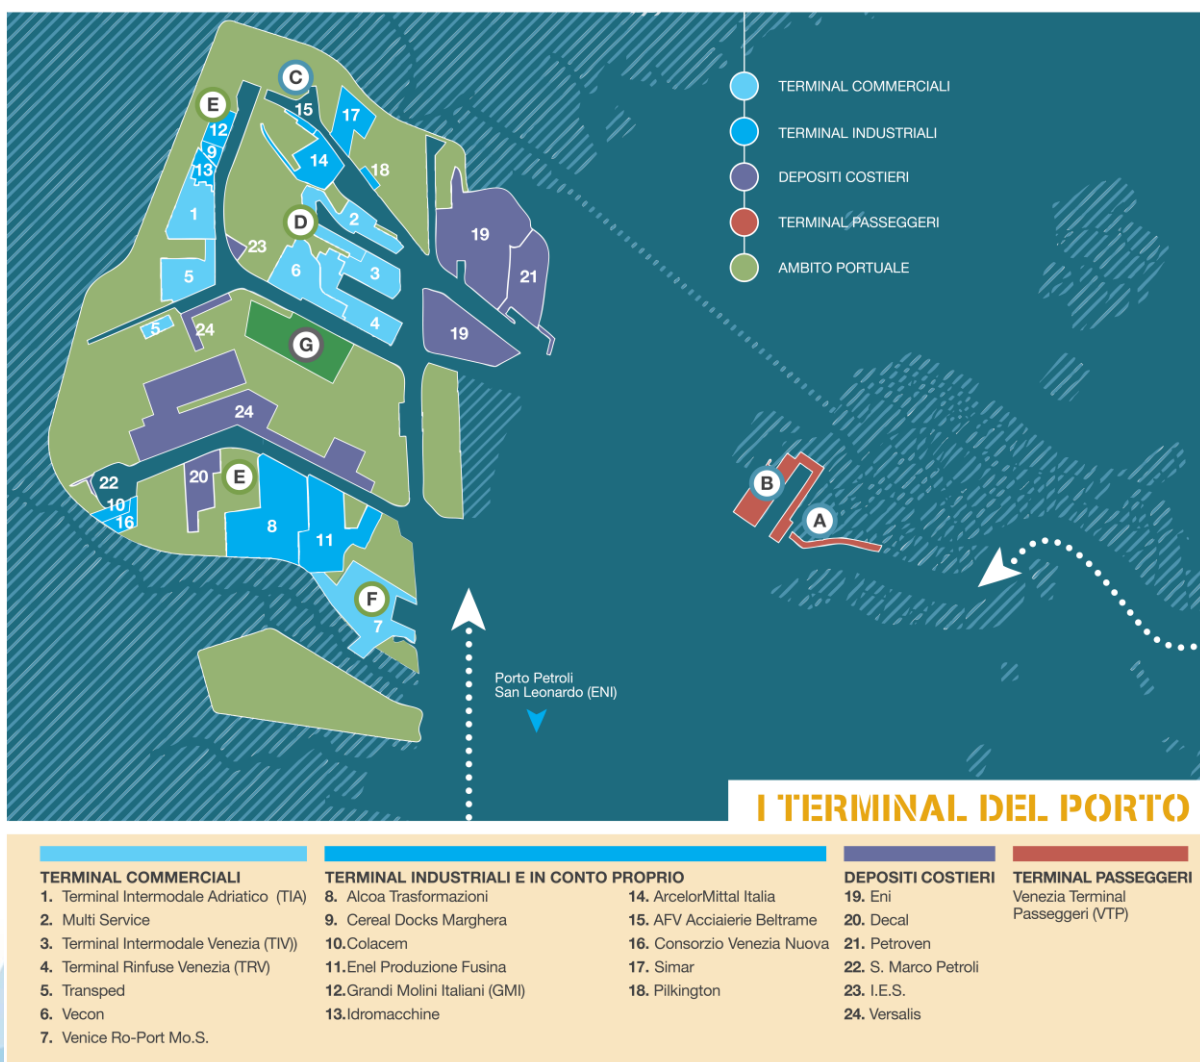 C
E
15
17
12
9
14
13
18
1
D
2
19
23
6
3
21
5
4
5
24
19
G
24
20
E
22
10
16
8
11
F
7
B
A
TERMINAL COMMERCIALI
TERMINAL INDUSTRIALI
DEPOSITI COSTIERI
TERMINAL PASSEGGERI
AMBITO PORTUALE
Porto Petroli
San Leonardo (ENI)
I TERMINAL DEL PORTO
TERMINAL COMMERCIALI
1. Terminal Intermodale Adriatico (TIA)
2. Multi Service
3. Terminal Intermodale Venezia (TIV))
4. Terminal Rinfuse Venezia (TRV)
5. Transped
6. Vecon
7. Venice Ro-Port Mo.S.
TERMINAL INDUSTRIALI E IN CONTO PROPRIO
8. Alcoa Trasformazioni
9. Cereal Docks Marghera
10. Colacem
11. Enel Produzione Fusina
12. Grandi Molini Italiani (GMI)
13. Idromacchine
14. ArcelorMittal Italia
15. AFV Acciaierie Beltrame
16. Consorzio Venezia Nuova
17. Simar
18. Pilkington
DEPOSITI COSTIERI
19. Eni
20. Decal
21. Petroven
22. S. Marco Petroli
23. I.E.S.
24. Versalis
TERMINAL PASSEGGERI
Venezia Terminal
Passeggeri (VTP)